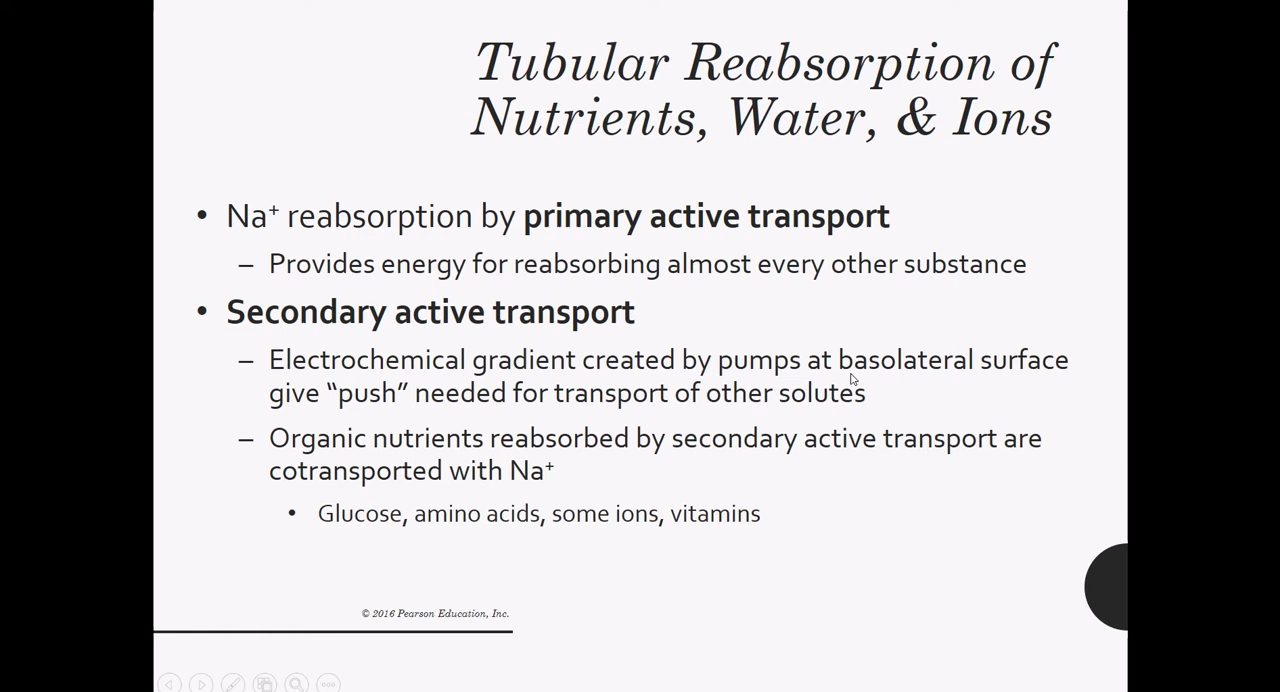 Tubular Reabsorption of
Nutrients, Water, & Ions
• Na⁺ reabsorption by primary active transport
– Provides energy for reabsorbing almost every other substance
• Secondary active transport
– Electrochemical gradient created by pumps at basolateral surface
give “push” needed for transport of other solutes
– Organic nutrients reabsorbed by secondary active transport are
cotransported with Na⁺
• Glucose, amino acids, some ions, vitamins
© 2016 Pearson Education, Inc.